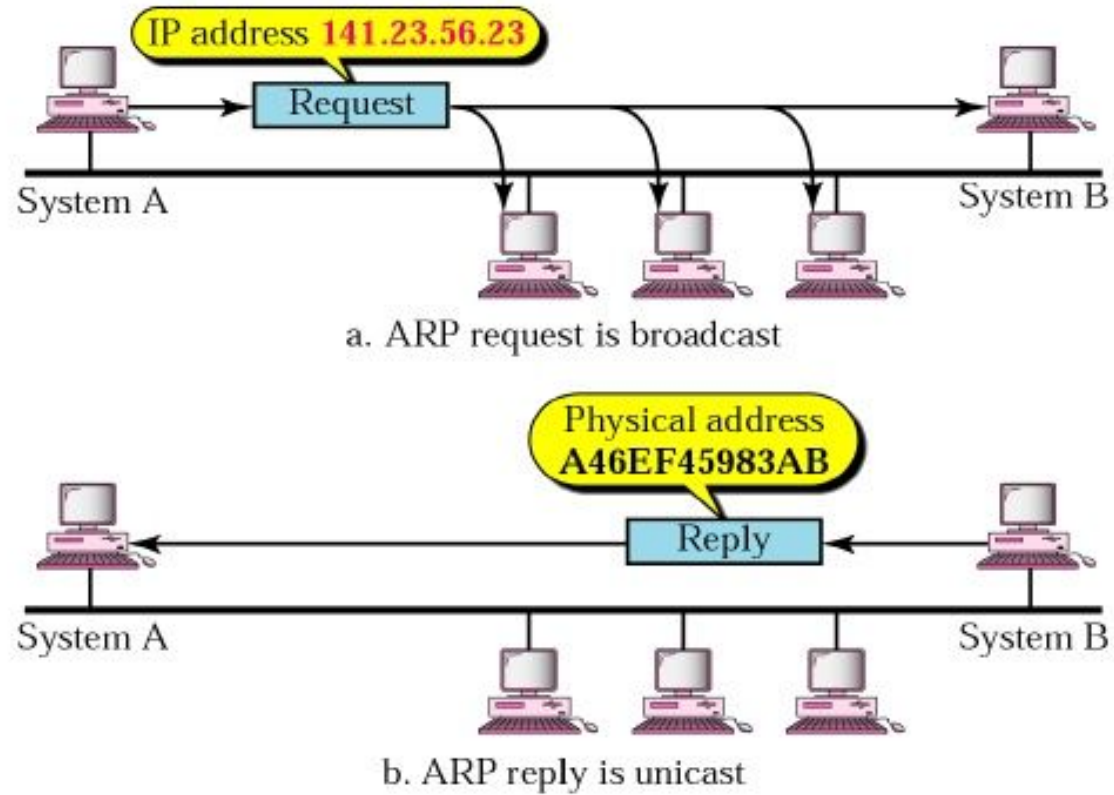 IP address 141.23.56.23
Request
System A
System B
a. ARP request is broadcast
Physical address
A46EF45983AB
Reply
System A
System B
b. ARP reply is unicast